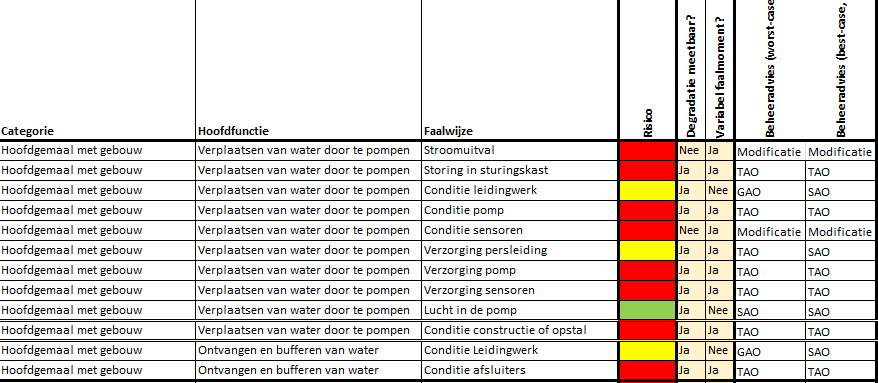 Categorie Hoofdfunctie Faalwijze Risico Degradatie meetbaar? Variabel faalmoment? Beheeradvies (worst-case Beheeradvies (best-case,
Hoofdgemaal met gebouw Verplaatsen van water door te pompen Stroomuitval Nee Ja Modificatie Modificatie
Hoofdgemaal met gebouw Verplaatsen van water door te pompen Storing in sturingskast Ja Ja TAO TAO
Hoofdgemaal met gebouw Verplaatsen van water door te pompen Conditie leidingwerk Ja Nee GAO SAO
Hoofdgemaal met gebouw Verplaatsen van water door te pompen Conditie pomp Ja Ja TAO TAO
Hoofdgemaal met gebouw Verplaatsen van water door te pompen Conditie sensoren Nee Ja Modificatie Modificatie
Hoofdgemaal met gebouw Verplaatsen van water door te pompen Verzorging persleiding Ja Ja TAO SAO
Hoofdgemaal met gebouw Verplaatsen van water door te pompen Verzorging pomp Ja Ja TAO TAO
Hoofdgemaal met gebouw Verplaatsen van water door te pompen Verzorging sensoren Ja Ja TAO TAO
Hoofdgemaal met gebouw Verplaatsen van water door te pompen Lucht in de pomp Ja Nee SAO SAO
Hoofdgemaal met gebouw Verplaatsen van water door te pompen Conditie constructie of opstal Ja Ja TAO TAO
Hoofdgemaal met gebouw Ontvangen en bufferen van water Conditie Leidingwerk Ja Nee GAO SAO
Hoofdgemaal met gebouw Ontvangen en bufferen van water Conditie afsluiters Ja Ja TAO TAO